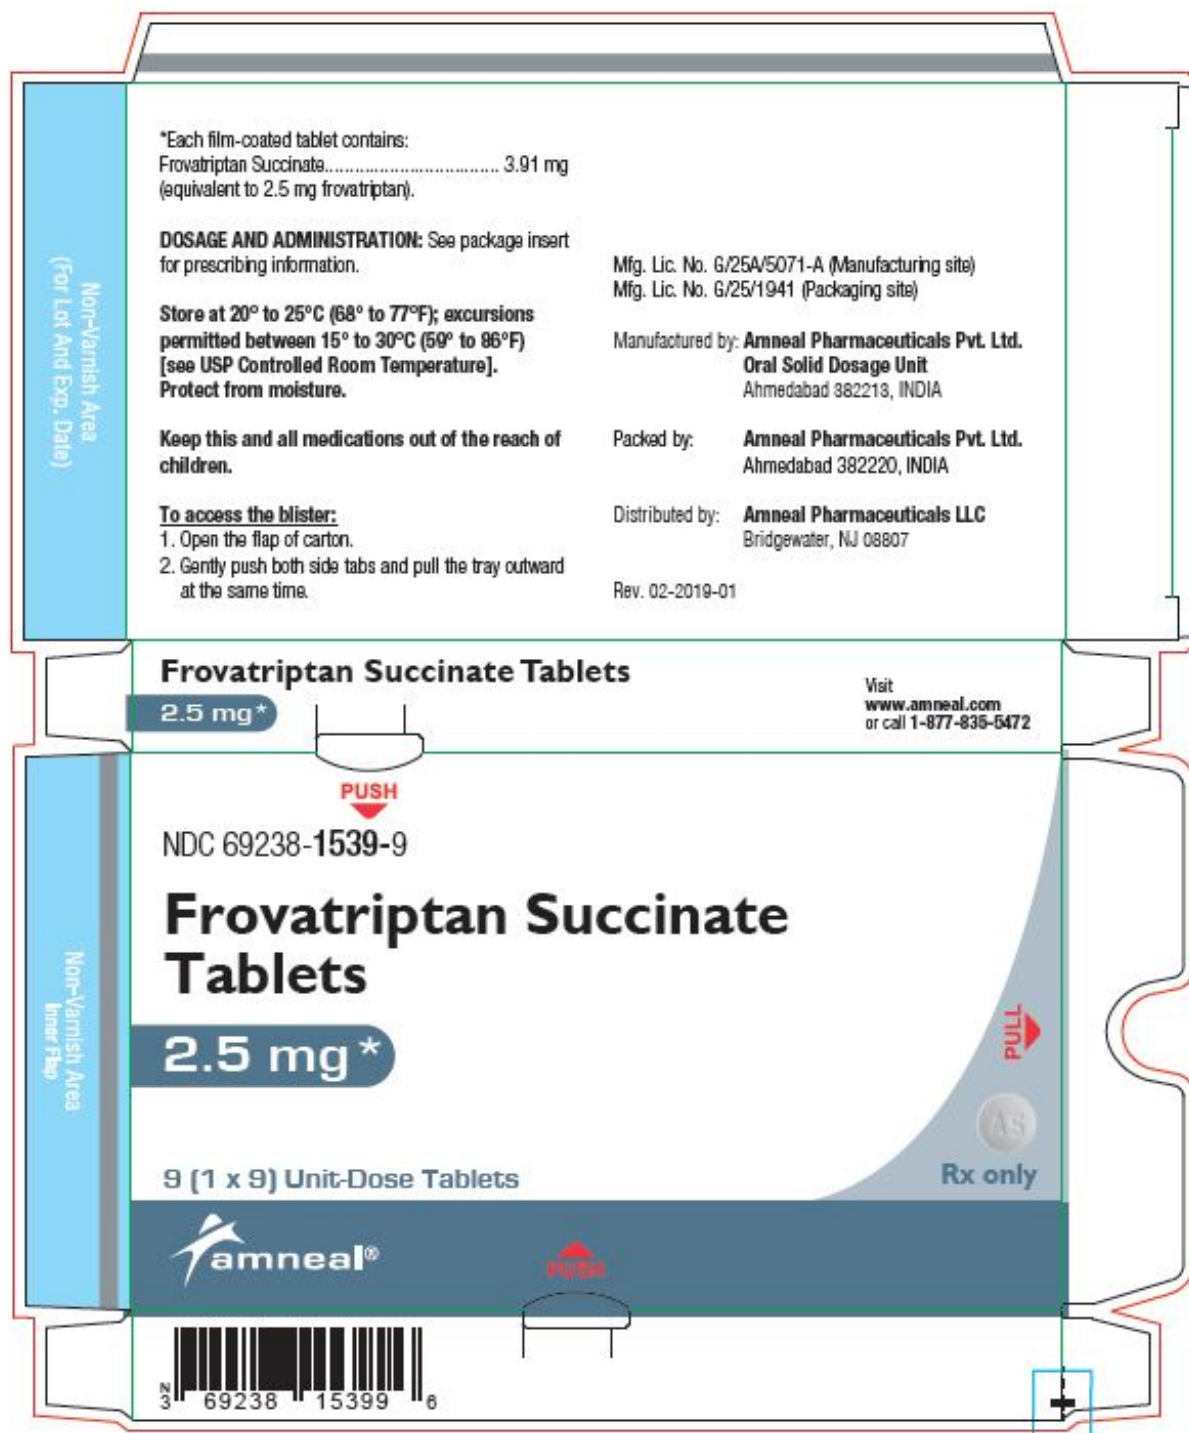 *Each film-coated tablet contains:
Frovatriptan Succinate................................... 3.91 mg
(equivalent to 2.5 mg frovatriptan).
DOSAGE AND ADMINISTRATION: See package insert
for prescribing information.
Store at 20° to 25°C (68° to 77°F); excursions
permitted between 15° to 30°C (59° to 86°F)
[see USP Controlled Room Temperature].
Protect from moisture.
Keep this and all medications out of the reach of
children.
To access the blister:
1. Open the flap of carton.
2. Gently push both side tabs and pull the tray outward
at the same time.
Mfg. Lic. No. G/25A/5071-A (Manufacturing site)
Mfg. Lic. No. G/25/1941 (Packaging site)
Manufactured by: Amneal Pharmaceuticals Pvt. Ltd.
Oral Solid Dosage Unit
Ahmedabad 382213, INDIA
Packed by: Amneal Pharmaceuticals Pvt. Ltd.
Ahmedabad 382220, INDIA
Distributed by: Amneal Pharmaceuticals LLC
Bridgewater, NJ 08807
Rev. 02-2019-01
Non-Varnish Area
(For Lot And Exp. Date)
Frovatriptan Succinate Tablets
2.5 mg*
Visit
www.amneal.com
or call 1-877-835-5472
PUSH
NDC 69238-1539-9
Frovatriptan Succinate
Tablets
2.5 mg*
Non-Varnish Area
Inner Flap
PULL
AS
9 (1 x 9) Unit-Dose Tablets
Rx only
amneal®
PUSH
N
3 69238 15399 6